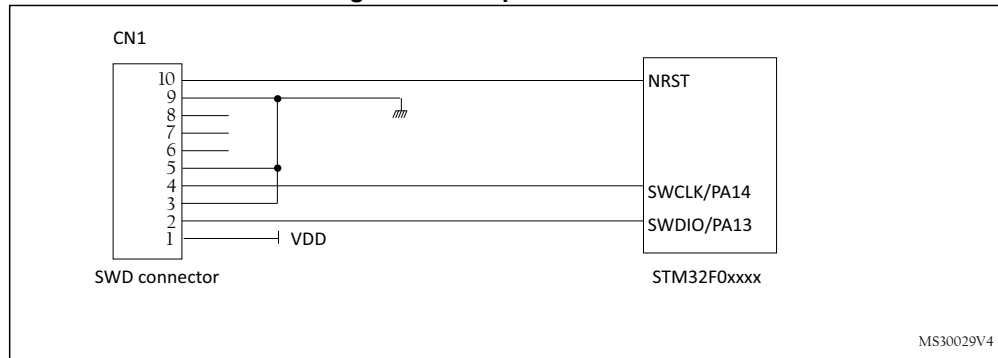 CN1
10
9
8
7
6
5
4
3
2
1
VDD
SWD connector
NRST
SWCLK/PA14
SWDIO/PA13
STM32F0xxxx
MS30029V4